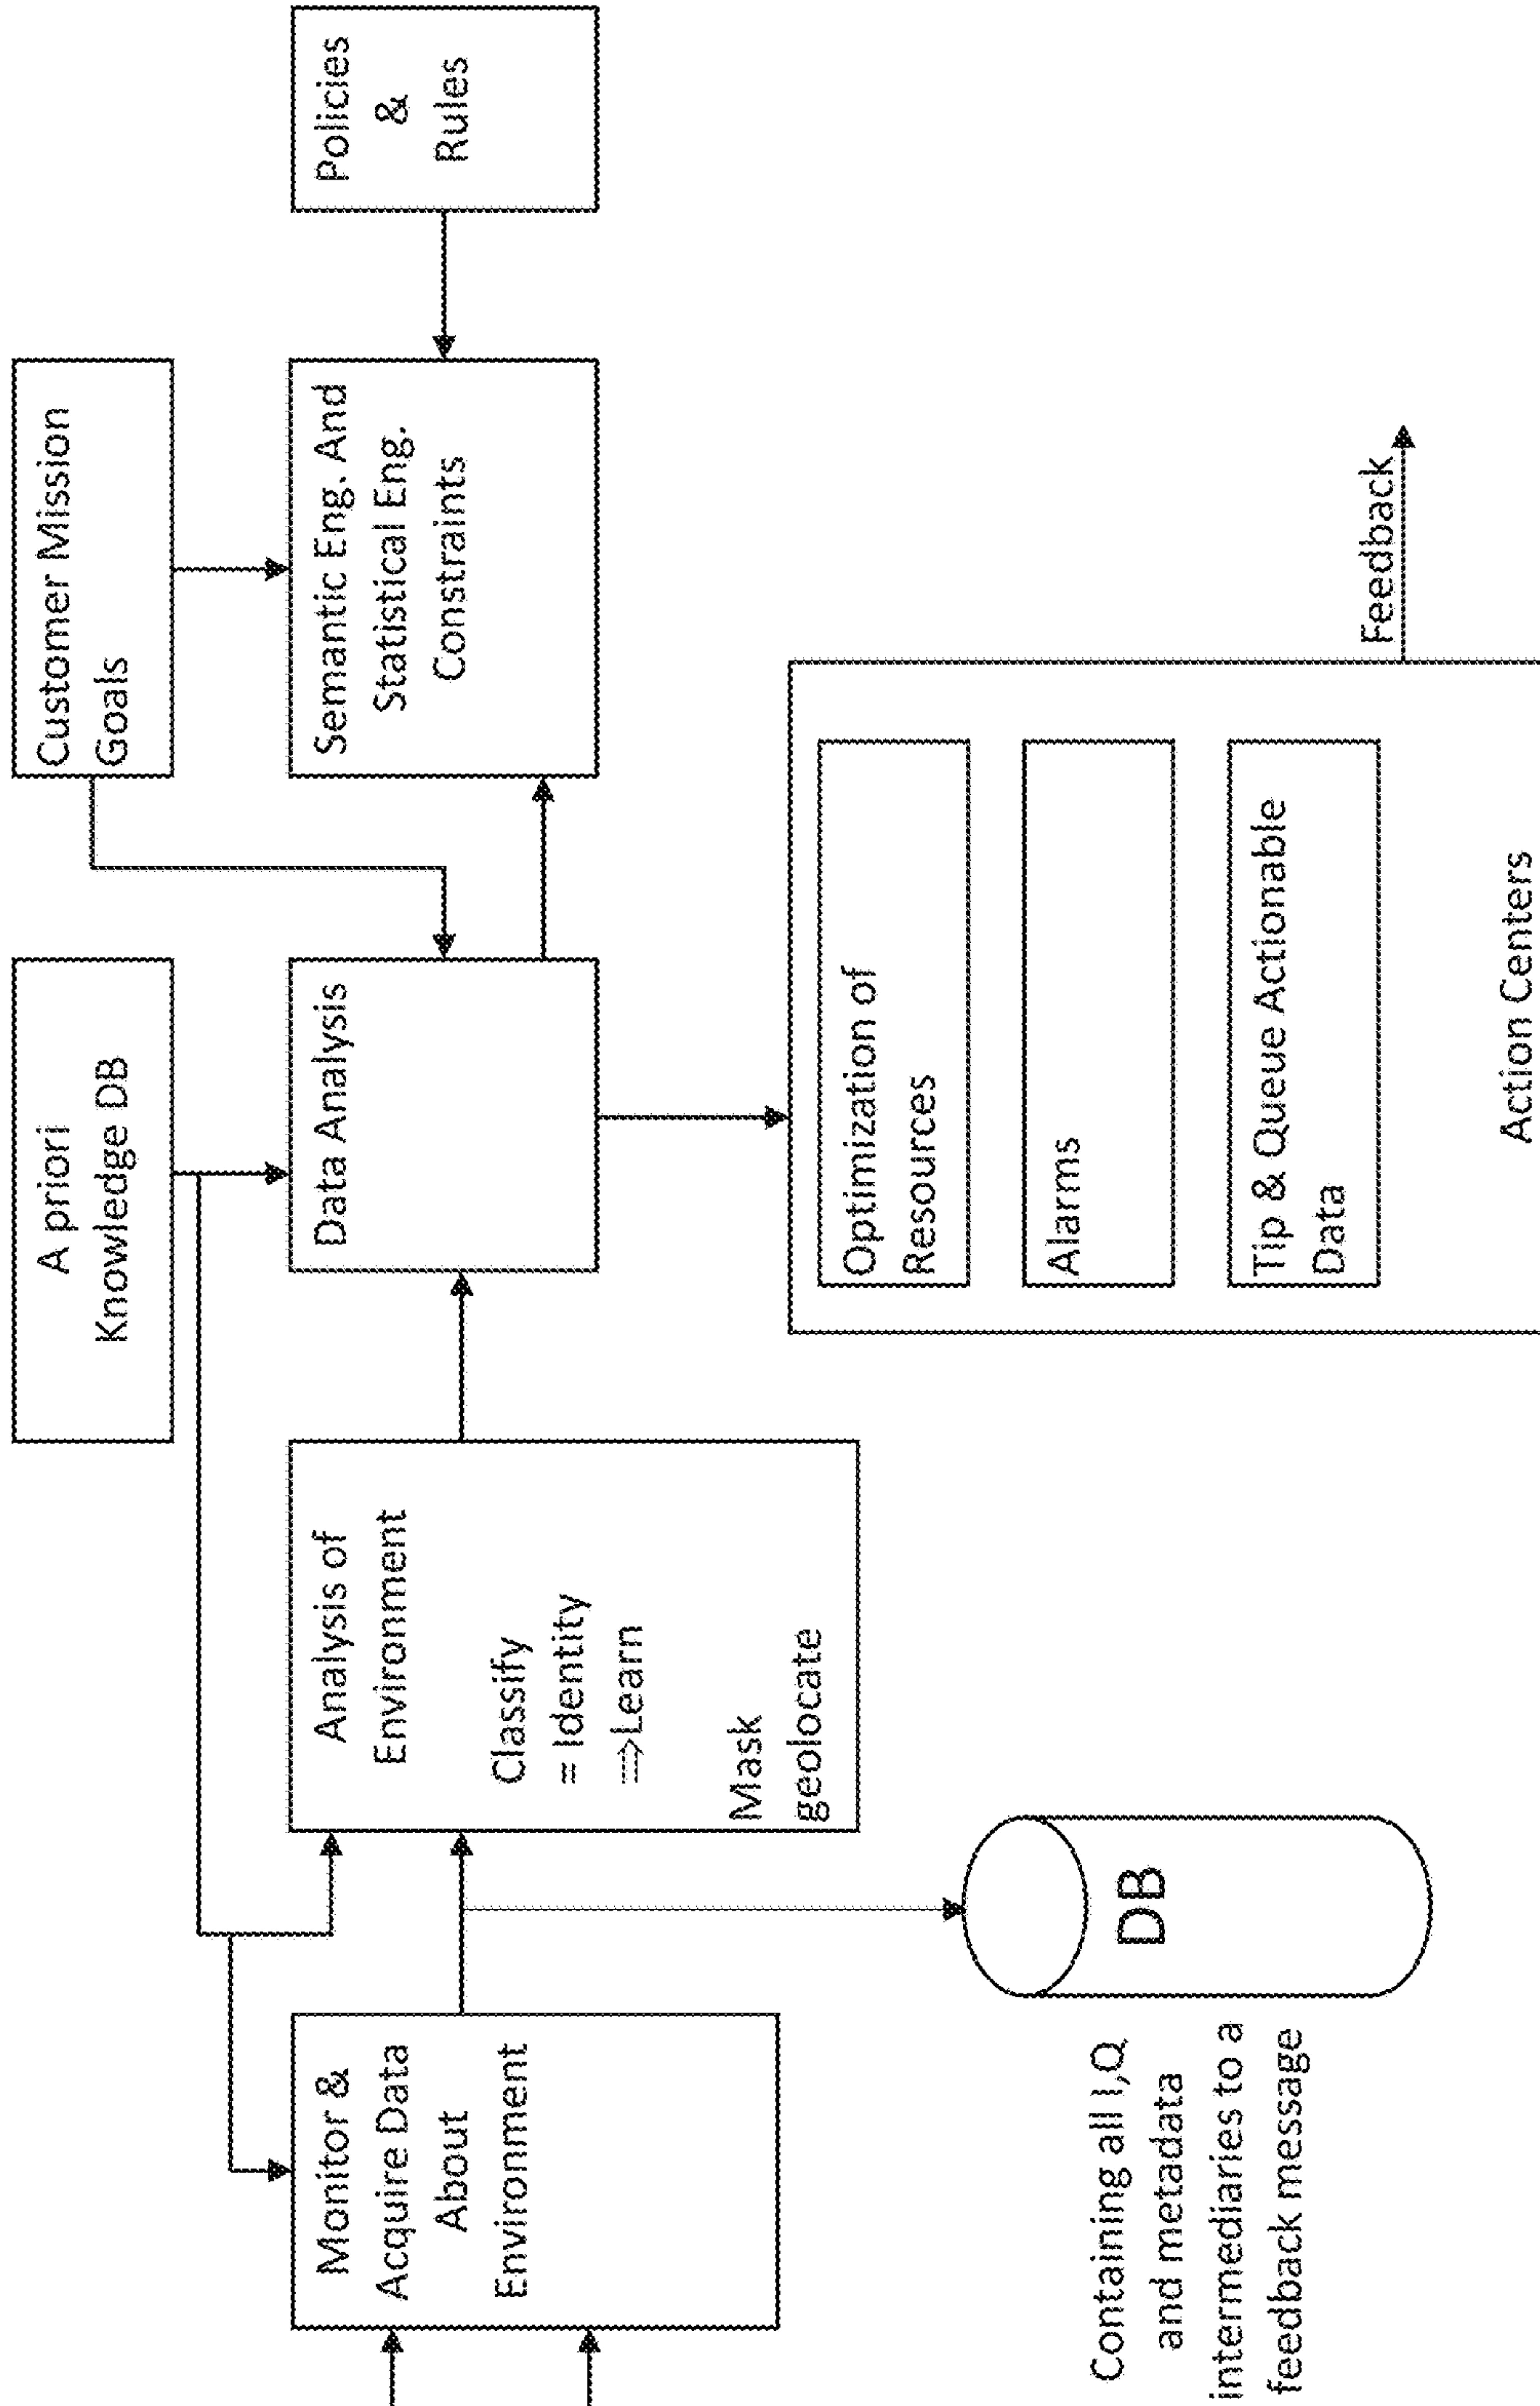 A priori
Knowledge DB
Customer Mission
Goals
Monitor &
Acquire Data
About
Environment
Analysis of
Environment
Classify
= Identity
⇒Learn
Mask
geolocate
Data Analysis
Semantic Eng. And
Statistical Eng.
Constraints
Policies
&
Rules
DB
Containing all I,Q
and metadata
intermediaries to a
feedback message
Optimization of
Resources
Alarms
Tip & Queue Actionable
Data
Action Centers
Feedback